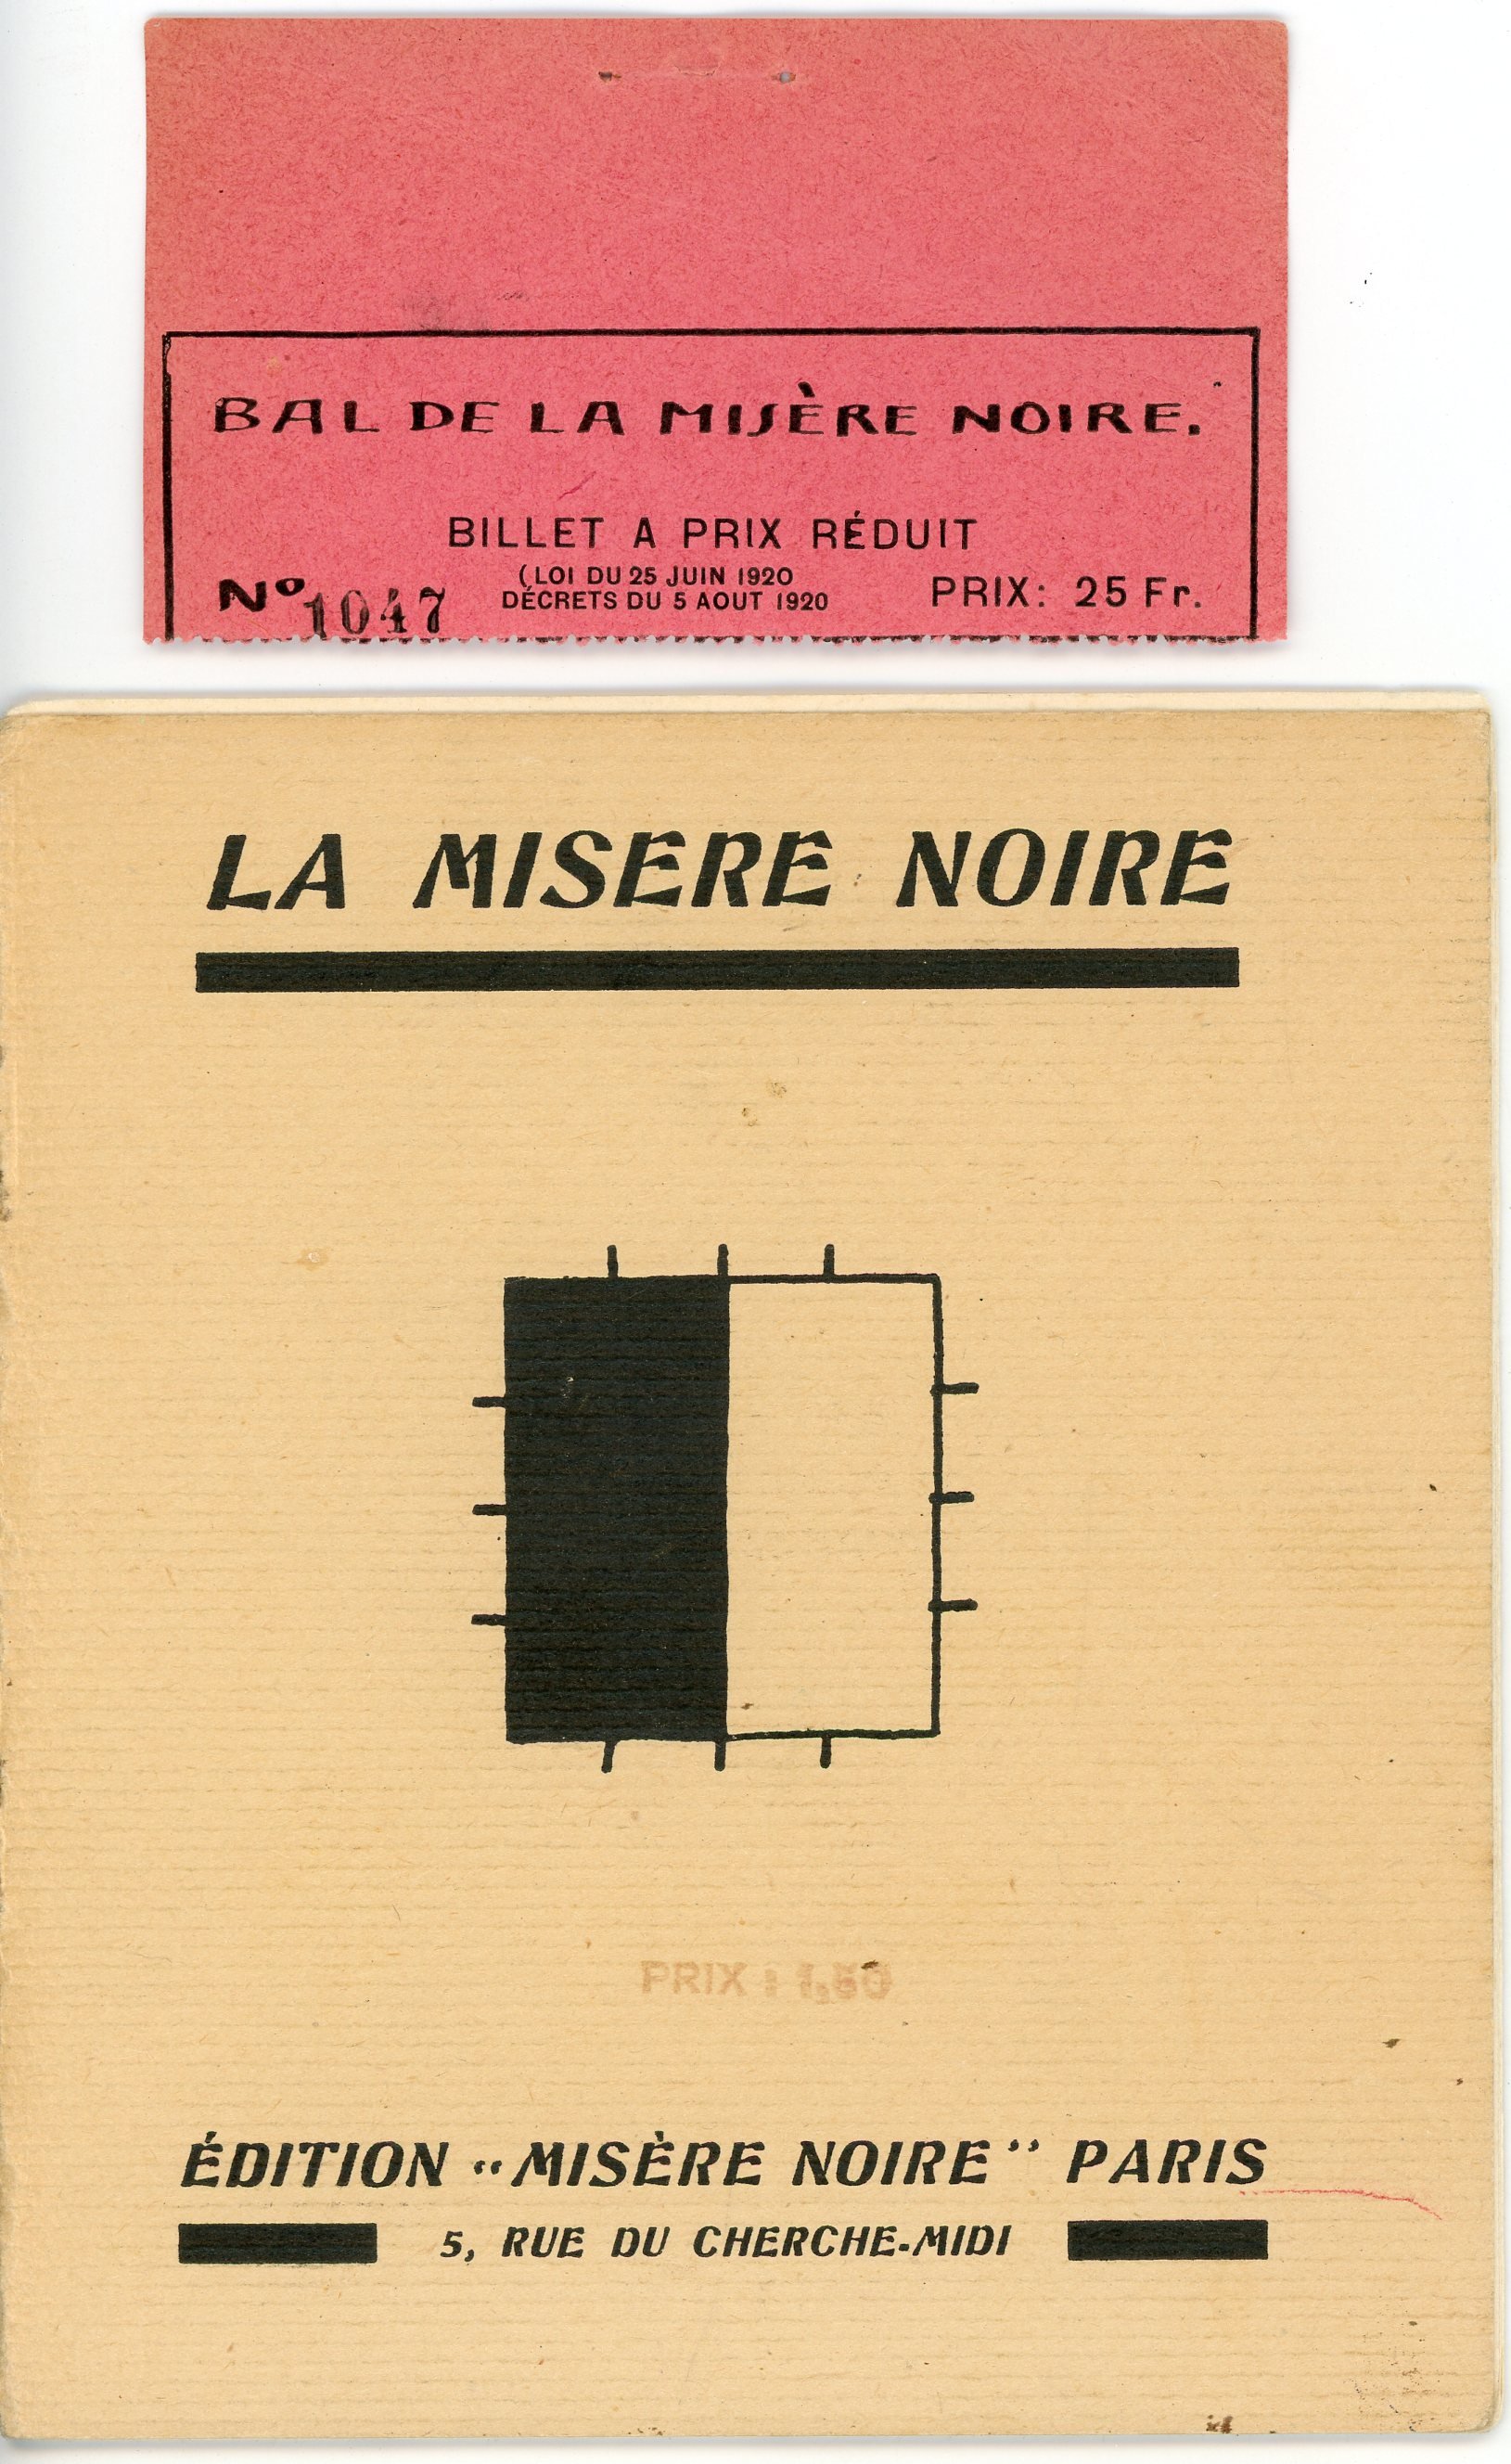 BAL DE LA MISÈRE NOIRE.
BILLET A PRIX RÉDUIT
(LOI DU 25 JUIN 1920
DÉCRETS DU 5 AOUT 1920
Nº 1047
PRIX: 25 Fr.
LA MISERE NOIRE
PRIX : 1,50
ÉDITION “MISÈRE NOIRE” PARIS
5, RUE DU CHERCHE-MIDI